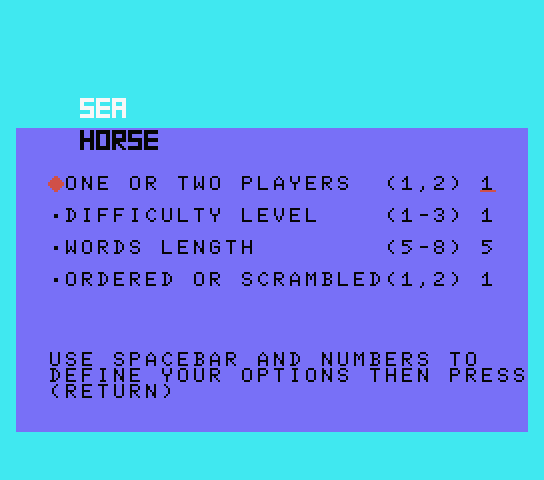 SEA
HORSE
ONE OR TWO PLAYERS (1,2) 1
·DIFFICULTY LEVEL (1-3) 1
·WORDS LENGTH (5-8) 5
·ORDERED OR SCRAMBLED(1,2) 1
USE SPACEBAR AND NUMBERS TO
DEFINE YOUR OPTIONS THEN PRESS
(RETURN)